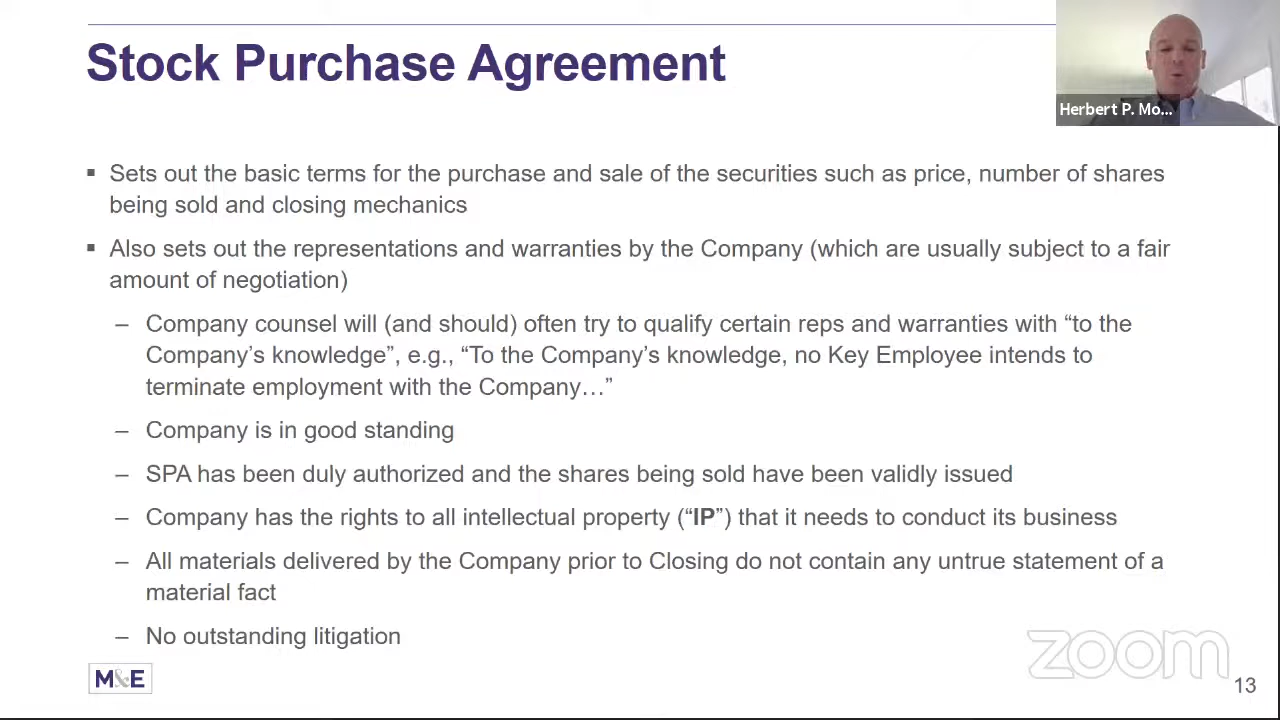 Stock Purchase Agreement
Herbert P. Mo...
▪ Sets out the basic terms for the purchase and sale of the securities such as price, number of shares
being sold and closing mechanics
▪ Also sets out the representations and warranties by the Company (which are usually subject to a fair
amount of negotiation)
– Company counsel will (and should) often try to qualify certain reps and warranties with “to the
Company’s knowledge”, e.g., “To the Company’s knowledge, no Key Employee intends to
terminate employment with the Company…”
– Company is in good standing
– SPA has been duly authorized and the shares being sold have been validly issued
– Company has the rights to all intellectual property (“IP”) that it needs to conduct its business
– All materials delivered by the Company prior to Closing do not contain any untrue statement of a
material fact
– No outstanding litigation
M&E
zoom
13